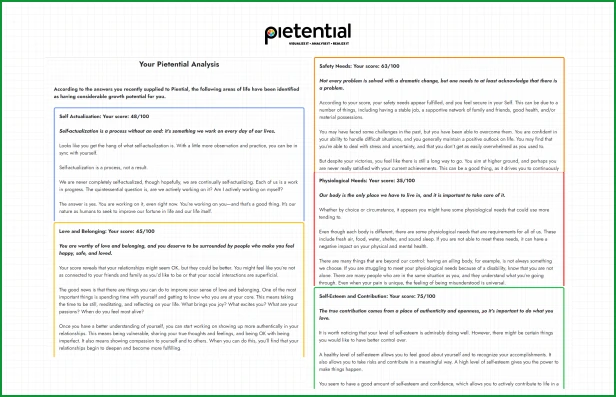 pietential
VISUALIZE IT • ANALYSE IT • REALIZE IT
Your Pietential Analysis
According to the answers you recently supplied to Piential, the following areas of life have been identified
as having considerable growth potential for you.
Self Actualization: Your score: 48/100
Self-actualization is a process without an end: it's something we work on every day of our lives.
Looks like you get the hang of what self-actualization is. With a little more observation and practice, you can be in
sync with yourself.
Self-actualization is a process, not a result
We are never completely self-actualized, though hopefully, we are continually self-actualizing. Each of us is a work
in progress. The quintessential question is, are we actively working on it? Am I actively working on myself?
The answer is yes. You are working on it, even right now. You're working on you—and that's a good thing. It's our
nature as humans to seek to improve our fortune in life and our life itself.
Love and Belonging: Your score: 65/100
You are worthy of love and belonging, and you deserve to be surrounded by people who make you feel
happy, safe, and loved.
Your score reveals that your relationships might seem OK, but they could be better. You might feel like you're not
as connected to your friends and family as you'd like to be or that your social interactions are superficial.
The good news is that there are things you can do to improve your sense of love and belonging. One of the most
important things is spending time with yourself and getting to know who you are at your core. This means taking
the time to be still, meditating, and reflecting on your life. What brings you joy? What excites you? What are your
passions? When do you feel most alive?
Once you have a better understanding of yourself, you can start working on showing up more authentically in your
relationships. This means being vulnerable, sharing your true thoughts and feelings, and being OK with being
imperfect. It also means showing compassion to yourself and to others. When you can do this, you'll find that your
relationships begin to deepen and become more fulfilling.
Safety Needs: Your score: 63/100
Not every problem is solved with a dramatic change, but one needs to at least acknowledge that there is
a problem.
According to your score, your safety needs appear fulfilled, and you feel secure in your Self. This can be due to a
number of things, including having a stable job, a supportive network of family and friends, good health, and/or
material possessions.
You may have faced some challenges in the past, but you have been able to overcome them. You are confident in
your ability to handle difficult situations, and you generally maintain a positive outlook on life. You may find that
you're able to deal with stress and uncertainty, and that you don't get as easily overwhelmed as you used to.
But despite your victories, you feel like there is still a long way to go. You aim at higher ground, and perhaps you
are never really satisfied with your current achievements. This can be a good thing, as it drives you to continuously
Physiological Needs: Your score: 38/100
Our body is the only place we have to live in, and it is important to take care of it.
Whether by choice or circumstance, it appears you might have some physiological needs that could use more
tending to.
Even though each body is different, there are some physiological needs that are requirements for all of us. These
include fresh air, food, water, shelter, and sound sleep. If you are not able to meet these needs, it can have a
negative impact on your physical and mental health.
There are many things that are beyond our control: having an ailing body, for example, is not always something
we choose. If you are struggling to meet your physiological needs because of a disability, know that you are not
alone. There are many people who are in the same situation as you, and they understand what you're going
through. Even when your pain is unique, the feeling of being misunderstood is universal.
Self-Esteem and Contribution: Your score: 75/100
The true contribution comes from a place of authenticity and openness, so it's important to do what you
love.
It is worth noticing that your level of self-esteem is admirably doing well. However, there might be certain things
you would like to have better control over.
A healthy level of self-esteem allows you to feel good about yourself and to recognize your accomplishments. It
also allows you to take risks and contribute in a meaningful way. A high level of self-esteem gives you the power to
make things happen.
You seem to have a good amount of self-esteem and confidence, which allows you to actively contribute to life in a